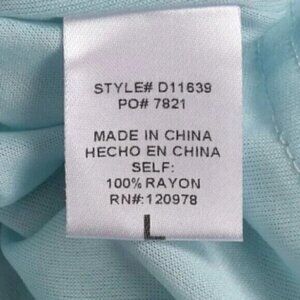 STYLE# D11639
PO# 7821
MADE IN CHINA
HECHO EN CHINA
SELF:
100% RAYON
RN#:120978
L